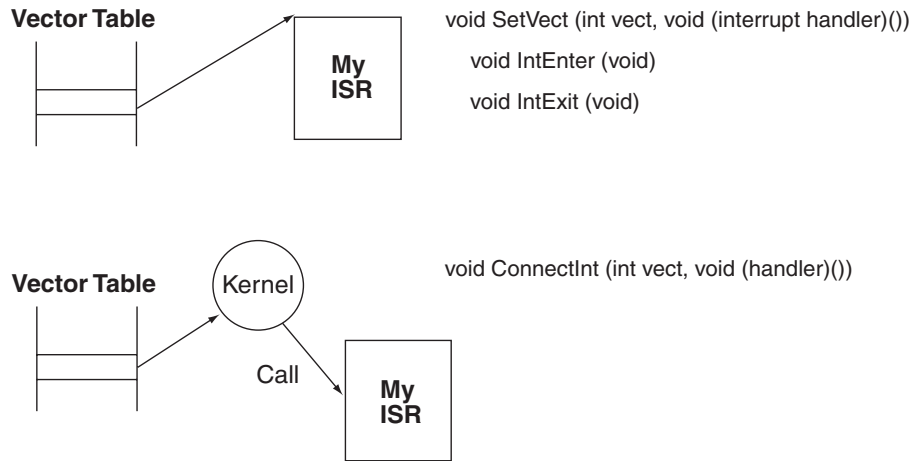 Vector Table
My
ISR
void SetVect (int vect, void (interrupt handler)())
void IntEnter (void)
void IntExit (void)
Vector Table
Kernel
Call
My
ISR
void ConnectInt (int vect, void (handler)())